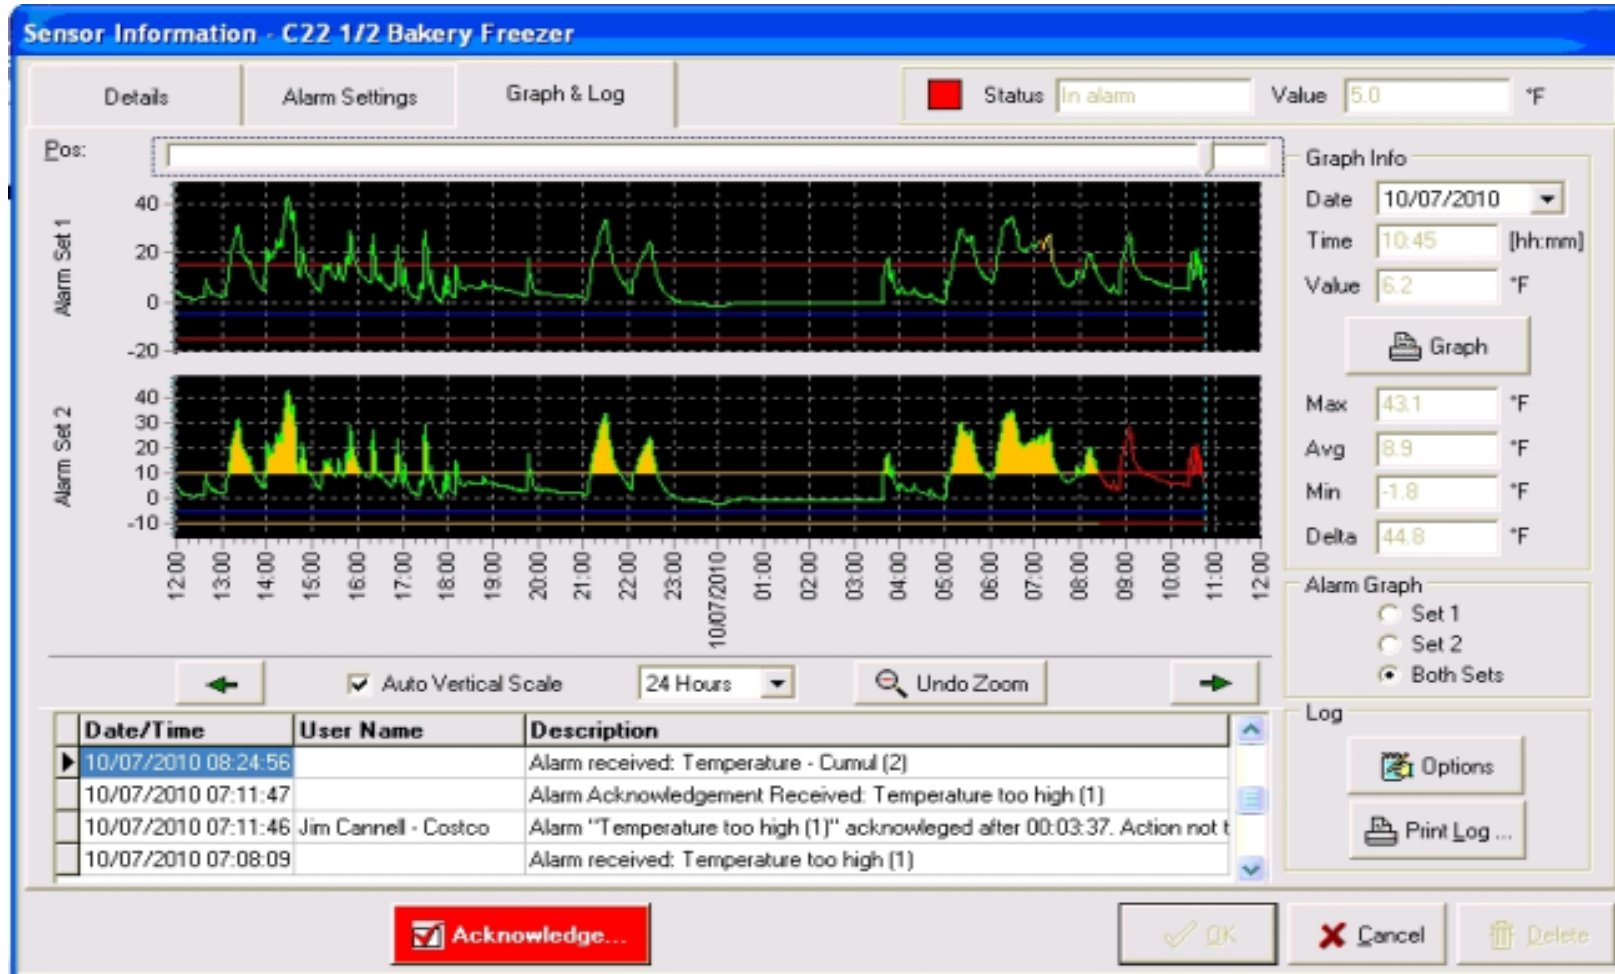 Sensor Information - C22 1/2 Bakery Freezer
Details Alarm Settings Graph & Log Status In alarm Value 5.0 °F
Pos:
Alarm Set 1
40
20
0
-20
Alarm Set 2
40
30
20
10
0
-10
12:00 13:00 14:00 15:00 16:00 17:00 18:00 19:00 20:00 21:00 22:00 23:00 10/07/2010 01:00 02:00 03:00 04:00 05:00 06:00 07:00 08:00 09:00 10:00 11:00 12:00
Graph Info
Date 10/07/2010
Time 10:45 [hh:mm]
Value 6.2 °F
Graph
Max 43.1 °F
Avg 8.9 °F
Min -1.8 °F
Delta 44.8 °F
Alarm Graph
Set 1
Set 2
Both Sets
Auto Vertical Scale 24 Hours Undo Zoom
Date/Time User Name Description
10/07/2010 08:24:56 Alarm received: Temperature - Cumul (2)
10/07/2010 07:11:47 Alarm Acknowledgement Received: Temperature too high (1)
10/07/2010 07:11:46 Jim Cannell - Costco Alarm "Temperature too high (1)" acknowleged after 00:03:37. Action not t
10/07/2010 07:08:09 Alarm received: Temperature too high (1)
Log
Options
Print Log ...
Acknowledge... OK Cancel Delete